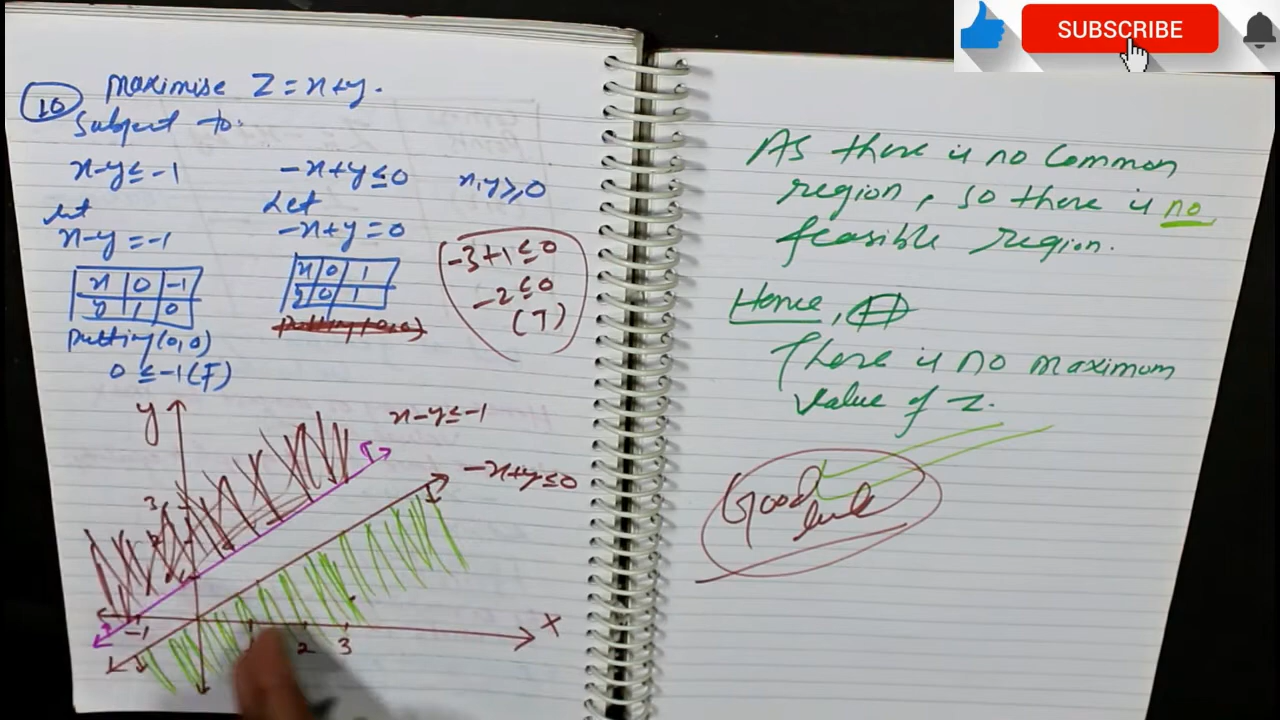 SUBSCRIBE
10
Maximise Z = x+y.
Subject to:
x-y≤-1 -x+y≤0 x,y≥0
Let Let
x-y=-1 -x+y=0
x 0 -1
y 1 0
x 0 1
y 0 1
Putting (0,0)
0≤-1 (F)
-3+1≤0
-2≤0
(T)
y
x-y≤-1
-x+y≤0
3
-1 2 3 X
As there is no Common
region, so there is no
feasible region.
Hence,
There is no maximum
value of Z.
Good luck